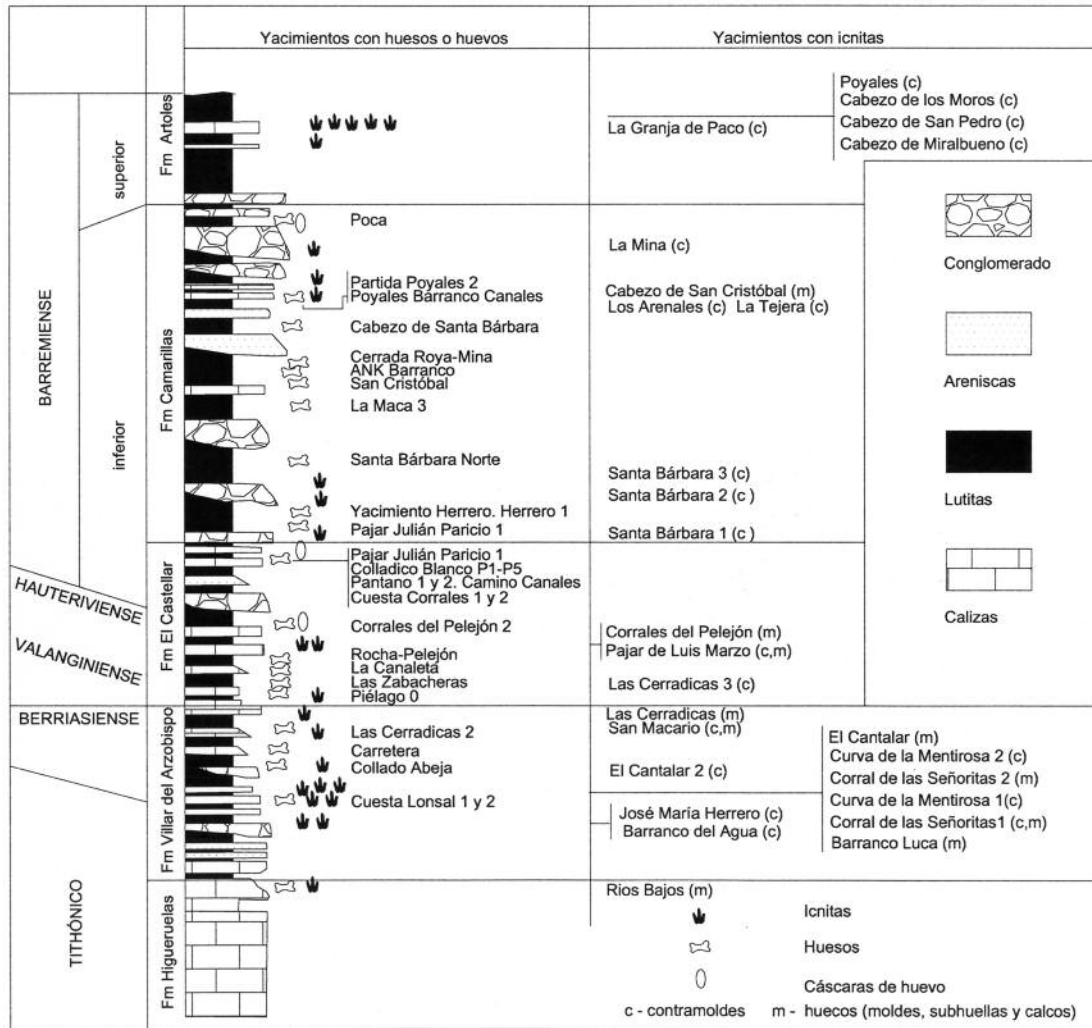 Yacimientos con huesos o huevos
Yacimientos con icnitas
BARREMIENSE
superior
inferior
HAUTERIVIENSE
VALANGINIENSE
BERRIASIENSE
TITHÓNICO
Fm Artoles
Fm Camarillas
Fm El Castellar
Fm Villar del Arzobispo
Fm Higueruelas
Poca
Partida Poyales 2
Poyales Barranco Canales
Cabezo de Santa Bárbara
Cerrada Roya-Mina
ANK Barranco
San Cristóbal
La Maca 3
Santa Bárbara Norte
Yacimiento Herrero. Herrero 1
Pajar Julián Paricio 1
Pajar Julián Paricio 1
Colladico Blanco P1-P5
Pantano 1 y 2. Camino Canales
Cuesta Corrales 1 y 2
Corrales del Pelejón 2
Rocha-Pelejón
La Canaleta
Las Zabacheras
Piélago 0
Las Cerradicas 2
Carretera
Collado Abeja
Cuesta Lonsal 1 y 2
La Granja de Paco (c)
Poyales (c)
Cabezo de los Moros (c)
Cabezo de San Pedro (c)
Cabezo de Miralbueno (c)
La Mina (c)
Cabezo de San Cristóbal (m)
Los Arenales (c) La Tejera (c)
Santa Bárbara 3 (c)
Santa Bárbara 2 (c )
Santa Bárbara 1 (c )
Corrales del Pelejón (m)
Pajar de Luis Marzo (c,m)
Las Cerradicas 3 (c)
Las Cerradicas (m)
San Macario (c,m)
El Cantalar 2 (c)
José María Herrero (c)
Barranco del Agua (c)
El Cantalar (m)
Curva de la Mentirosa 2 (c)
Corral de las Señoritas 2 (m)
Curva de la Mentirosa 1(c)
Corral de las Señoritas1 (c,m)
Barranco Luca (m)
Rios Bajos (m)
Conglomerado
Areniscas
Lutitas
Calizas
Icnitas
Huesos
Cáscaras de huevo
c - contramoldes m - huecos (moldes, subhuellas y calcos)